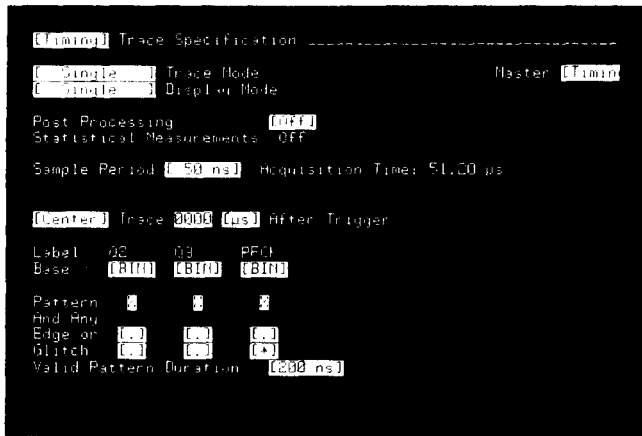 [Timing] Trace Specification
[ Single ] Trace Mode Master [Timin
[ Single ] Display Mode
Post Processing [Off]
Statistical Measurements Off
Sample Period [ 50 ns] Acquisition Time: 51.20 µs
[Center] Trace 0000 [µs] After Trigger
Label Q2 Q3
Base [BIN] [BIN] [BIN]
Pattern
And Any
Edge or [.] [.] [.]
Glitch [.] [.] [*]
Valid Pattern Duration [200 ns]